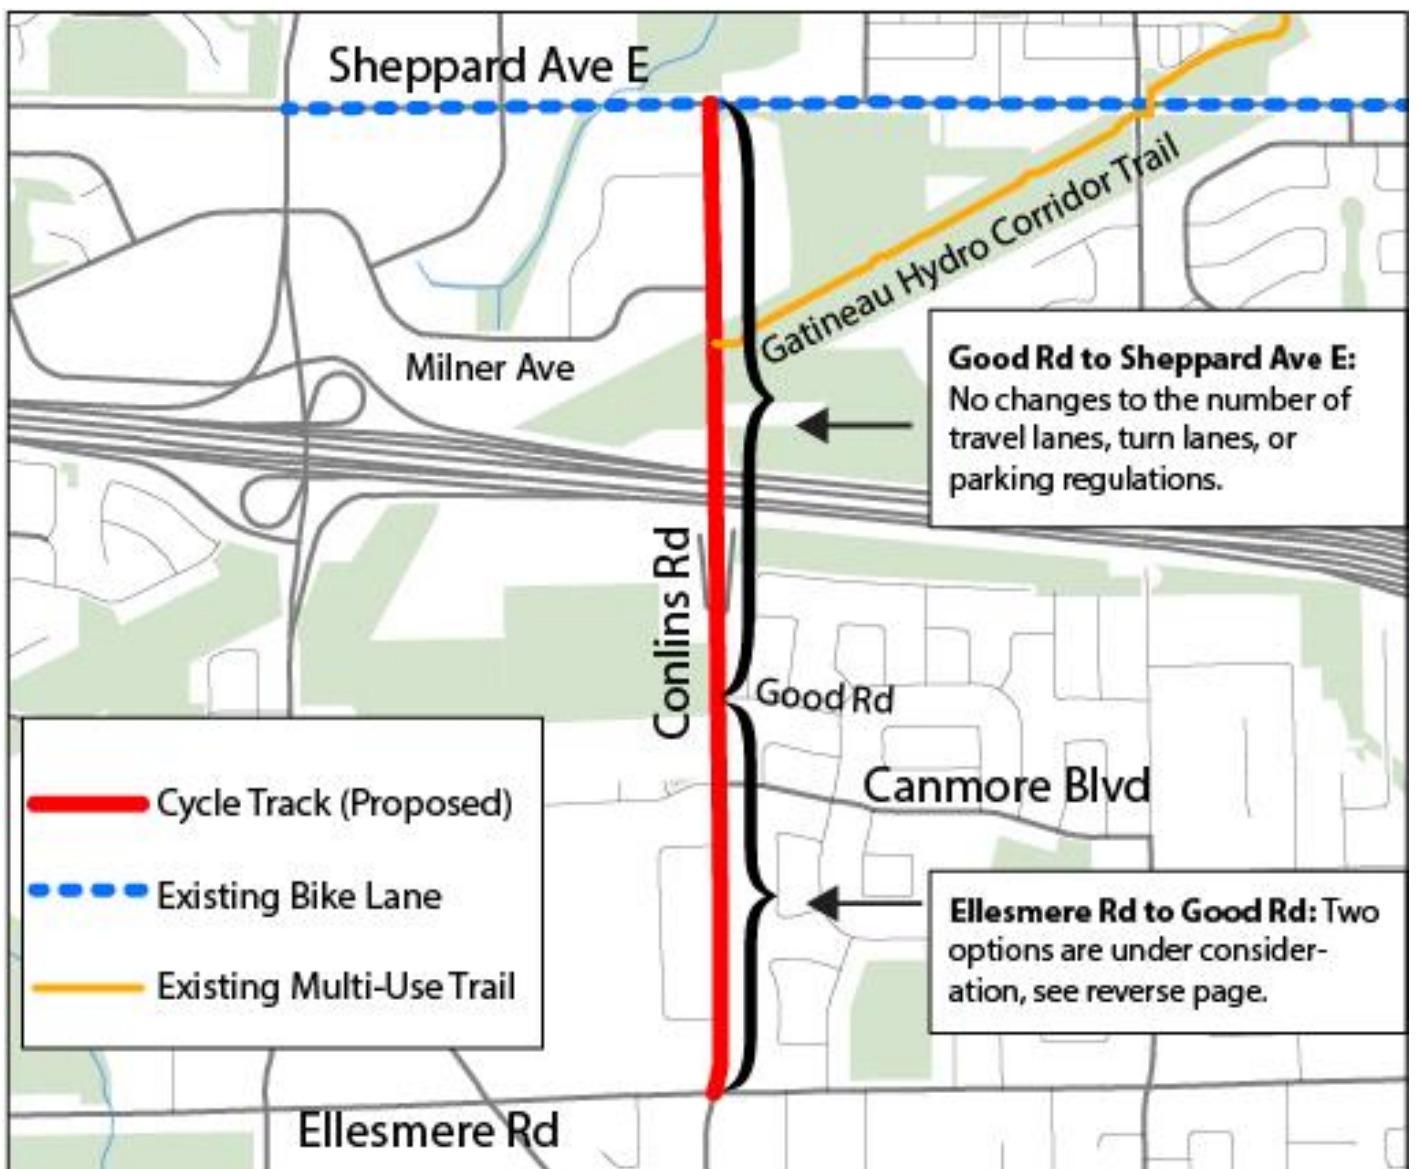 Sheppard Ave E
Gatineau Hydro Corridor Trail
Milner Ave
Good Rd to Sheppard Ave E:
No changes to the number of
travel lanes, turn lanes, or
parking regulations.
Conlins Rd
Good Rd
Canmore Blvd
Cycle Track (Proposed)
Existing Bike Lane
Existing Multi-Use Trail
Ellesmere Rd to Good Rd: Two
options are under consider-
ation, see reverse page.
Ellesmere Rd